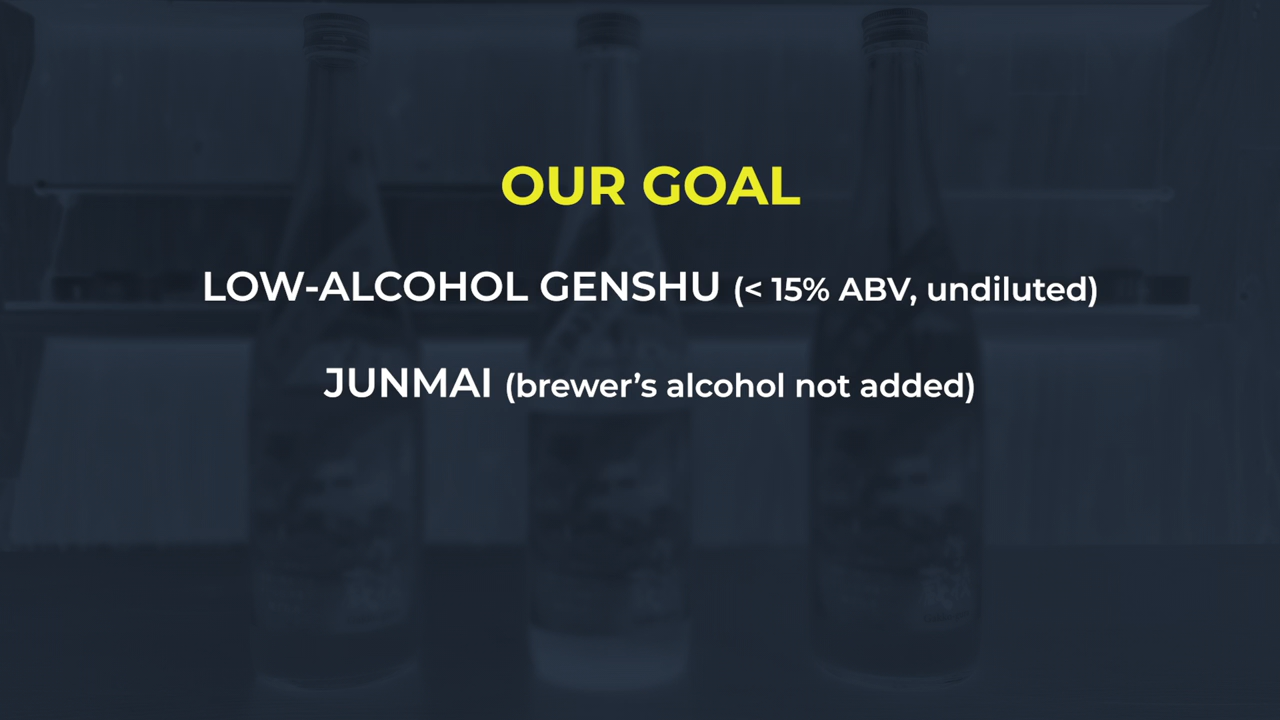 OUR GOAL
LOW-ALCOHOL GENSHU (< 15% ABV, undiluted)
JUNMAI (brewer’s alcohol not added)